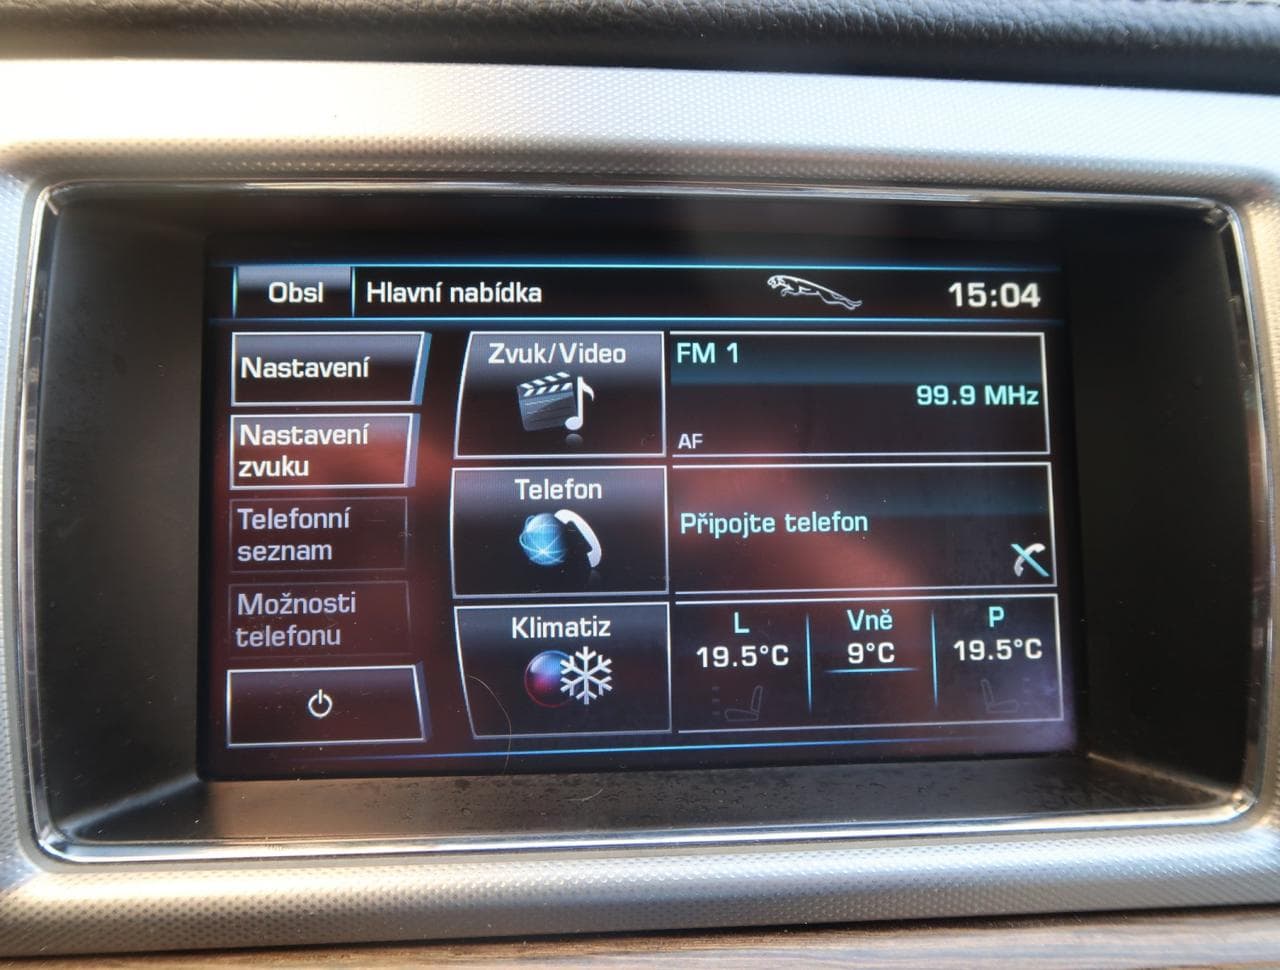 Obsl
Hlavní nabídka
15:04
Nastavení
Nastavení
zvuku
Telefonní
seznam
Možnosti
telefonu
Zvuk/Video
FM 1
99.9 MHz
AF
Telefon
Připojte telefon
Klimatiz
L
19.5°C
Vně
9°C
P
19.5°C